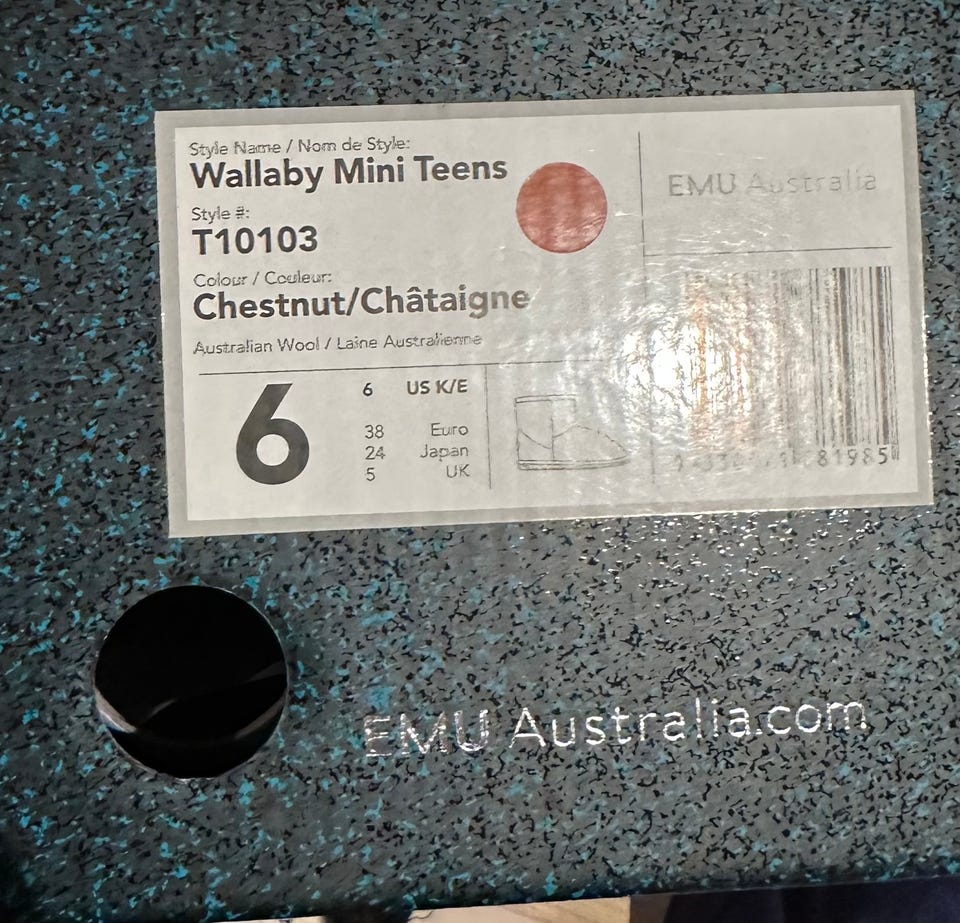 Style Name / Nom de Style:
Wallaby Mini Teens
Style #:
T10103
Colour / Couleur:
Chestnut/Châtaigne
Australian Wool / Laine Australienne
6
6 US K/E
38 Euro
24 Japan
5 UK
EMU Australia
81985
EMU Australia.com